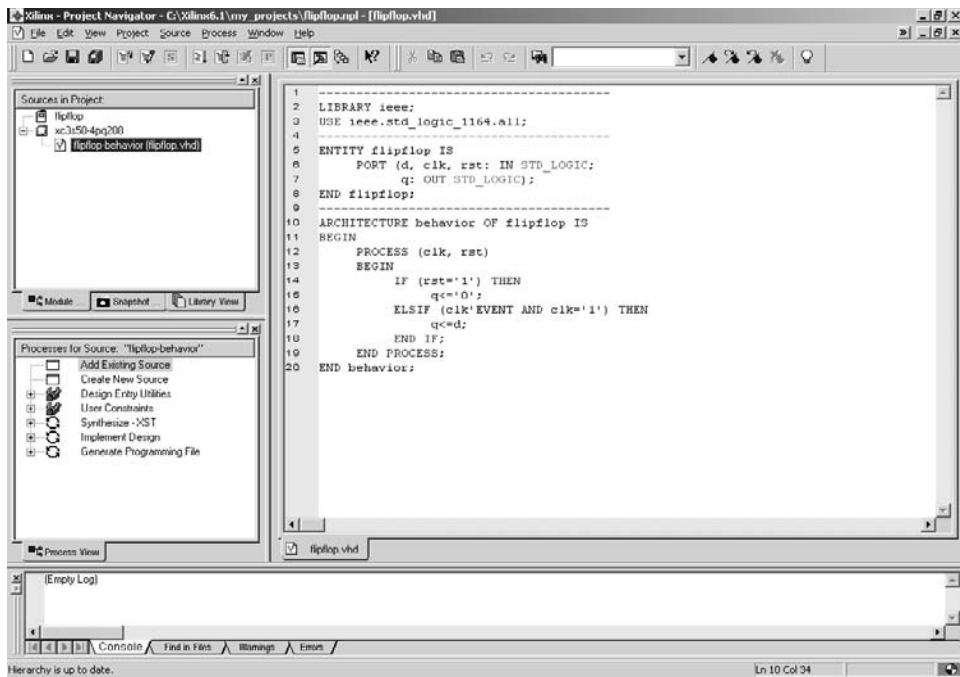 Xilinx - Project Navigator - C:\Xilinx6.1\my_projects\flipflop.npl - [flipflop.vhd]
File Edit View Project Source Process Window Help
Sources in Project:
flipflop
xc3s50-4pq208
flipflop-behavior (flipflop.vhd)
Module ...
Snapshot ...
Library View
Processes for Source: "flipflop-behavior"
Add Existing Source
Create New Source
Design Entry Utilities
User Constraints
Synthesize - XST
Implement Design
Generate Programming File
Process View
1 -----------------------------------------
2 LIBRARY ieee;
3 USE ieee.std_logic_1164.all;
4 -----------------------------------------
5 ENTITY flipflop IS
6 PORT (d, clk, rst: IN STD_LOGIC;
7 q: OUT STD_LOGIC);
8 END flipflop;
9 -----------------------------------------
10 ARCHITECTURE behavior OF flipflop IS
11 BEGIN
12 PROCESS (clk, rst)
13 BEGIN
14 IF (rst='1') THEN
15 q<='0';
16 ELSIF (clk'EVENT AND clk='1') THEN
17 q<=d;
18 END IF;
19 END PROCESS;
20 END behavior;
flipflop.vhd
(Empty Log)
Console Find in Files Warnings Errors
Hierarchy is up to date.
Ln 10 Col 34